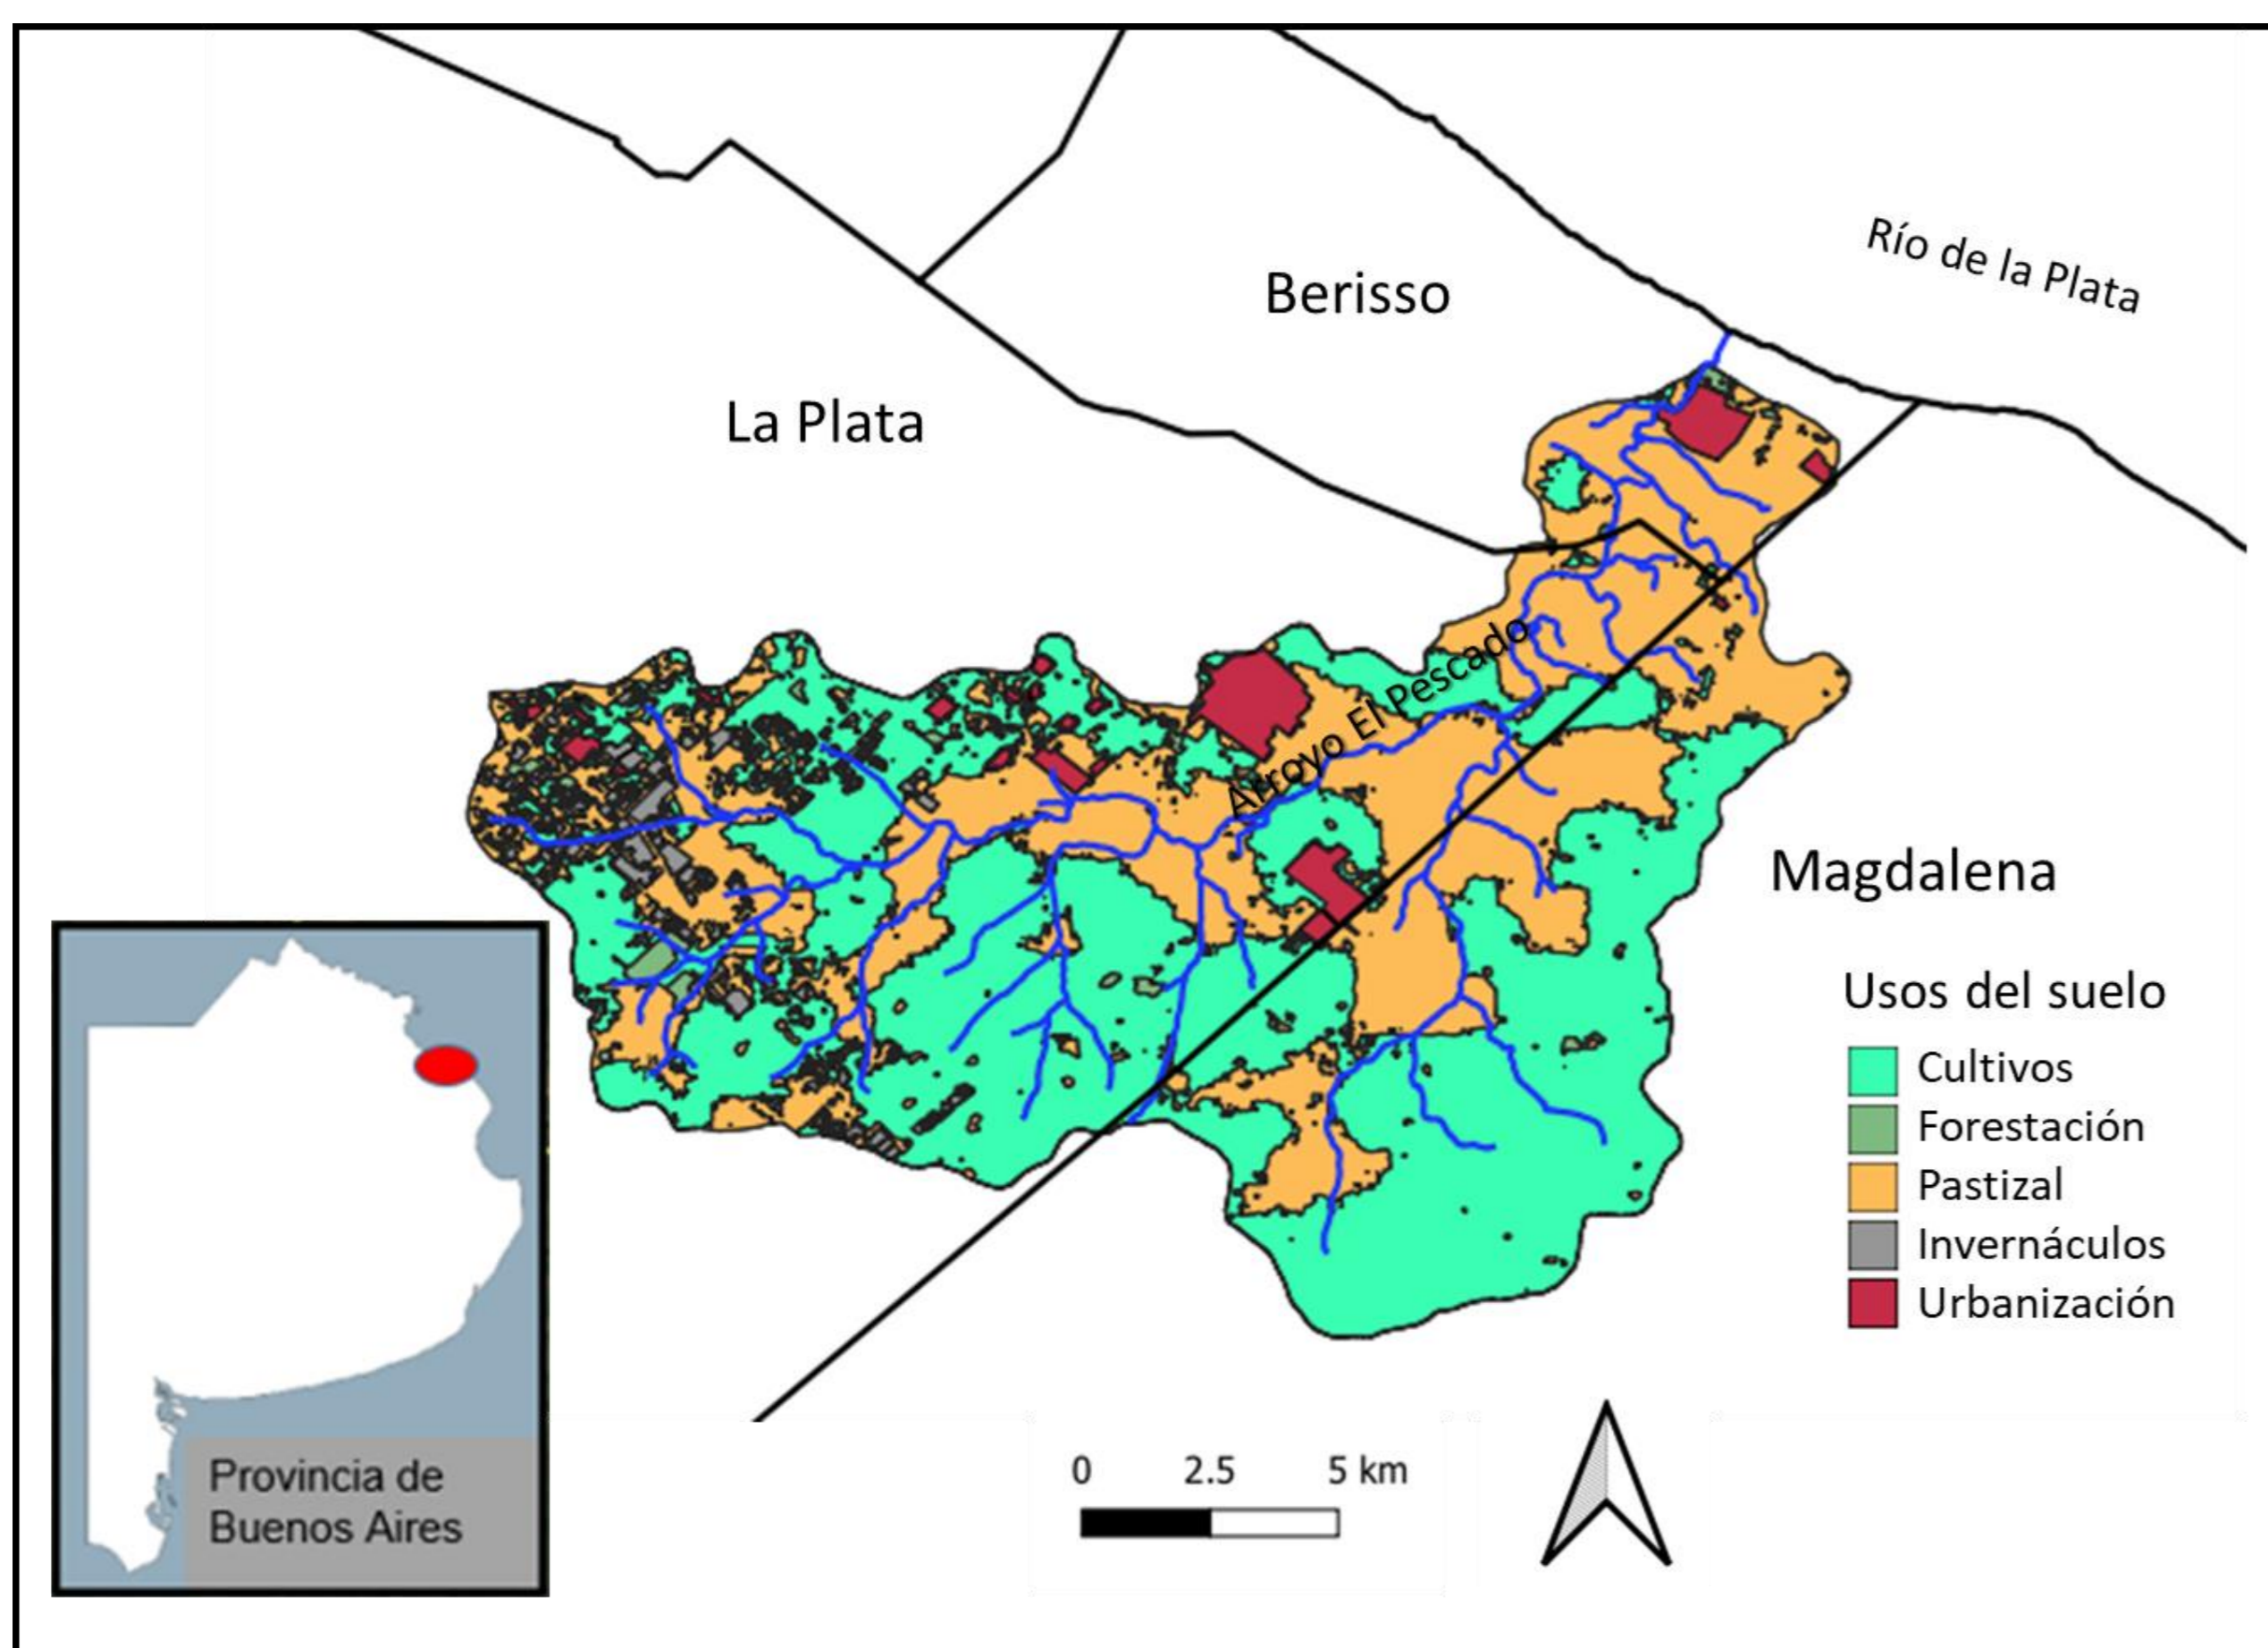 Río de la Plata
Berisso
La Plata
Arroyo El Pescado
Magdalena
Usos del suelo
Cultivos
Forestación
Pastizal
Invernáculos
Urbanización
0 2.5 5 km
Provincia de
Buenos Aires